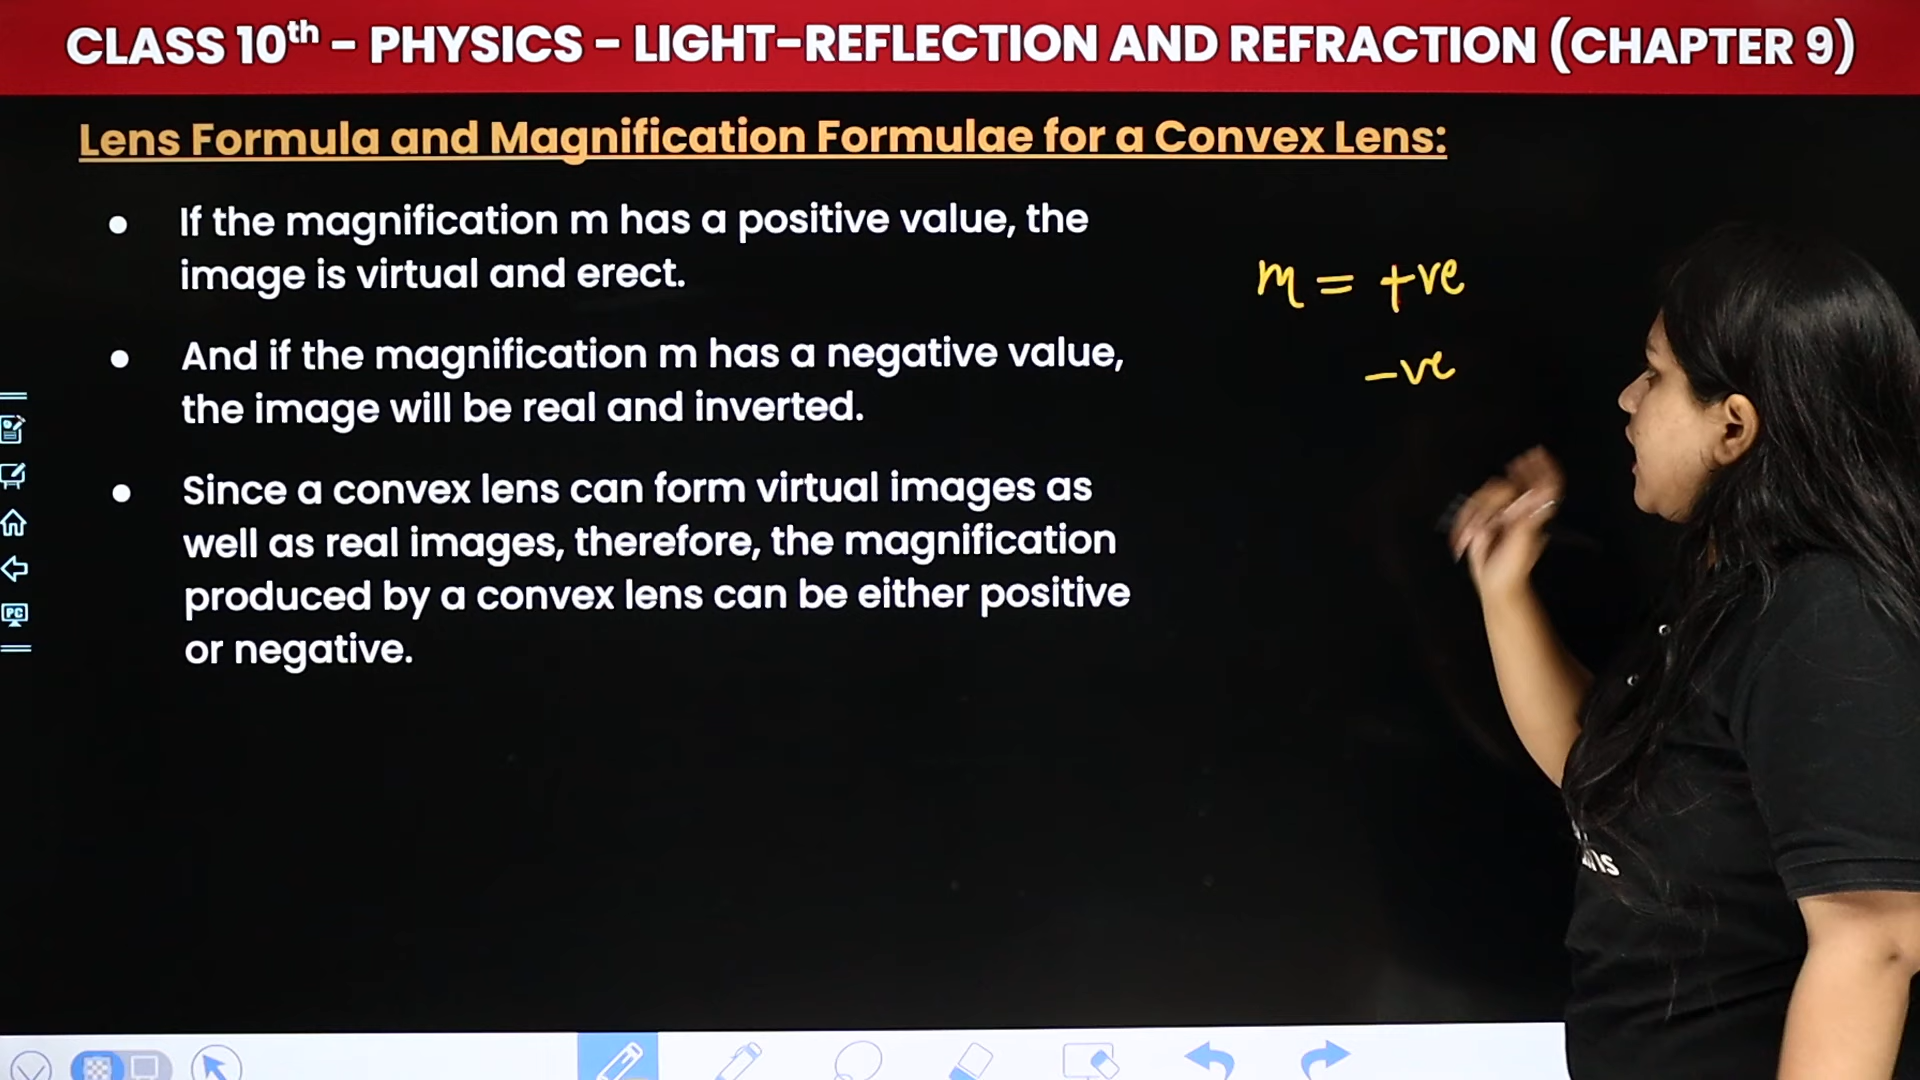 CLASS 10th - PHYSICS - LIGHT-REFLECTION AND REFRACTION (CHAPTER 9)
Lens Formula and Magnification Formulae for a Convex Lens:
• If the magnification m has a positive value, the
image is virtual and erect.
m = +ve
• And if the magnification m has a negative value,
the image will be real and inverted.
-ve
• Since a convex lens can form virtual images as
well as real images, therefore, the magnification
produced by a convex lens can be either positive
or negative.
PC